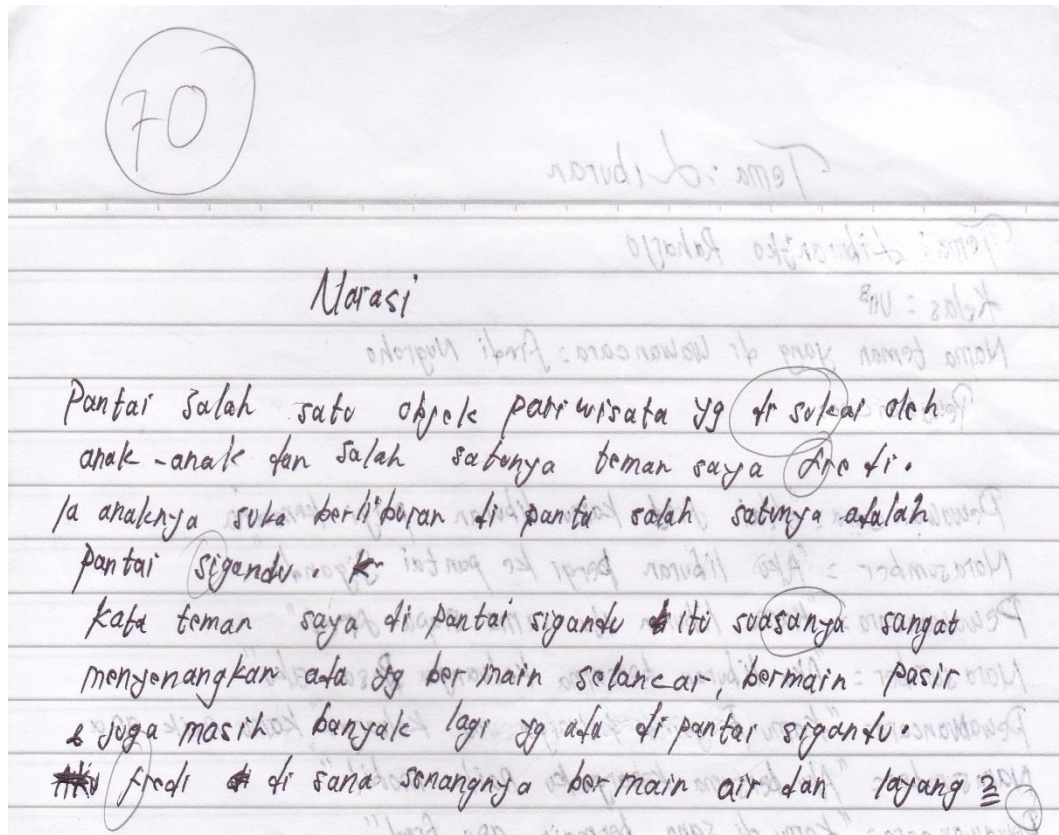 70
Narasi
Pantai salah satu objek pariwisata yg di sukai oleh
anak-anak dan salah satunya teman saya fredi.
Ia anaknya suka berliburan di pantai salah satunya adalah
pantai sigandu.
kata teman saya di pantai sigandu itu suasanya sangat
menyenangkan ada yg bermain selancar, bermain pasir
juga masih banyak lagi yg ada dipantai sigandu.
fredi di sana senangnya bermain air dan layang 2